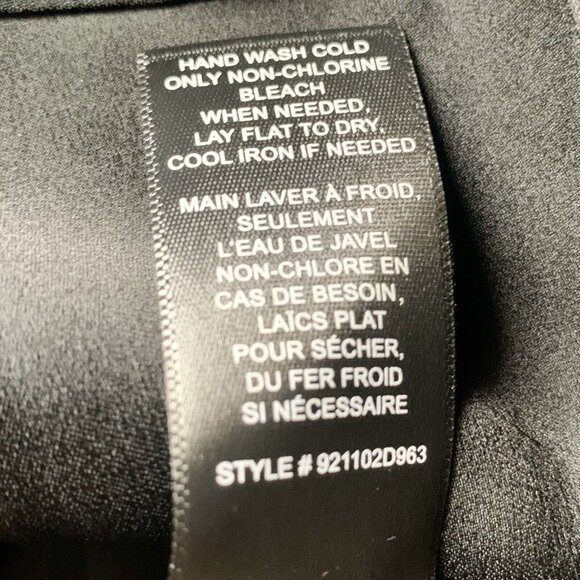 HAND WASH COLD
ONLY NON-CHLORINE
BLEACH
WHEN NEEDED,
LAY FLAT TO DRY,
COOL IRON IF NEEDED
MAIN LAVER À FROID,
SEULEMENT
L'EAU DE JAVEL
NON-CHLORE EN
CAS DE BESOIN,
LAÏCS PLAT
POUR SÉCHER,
DU FER FROID
SI NÉCESSAIRE
STYLE # 921102D963